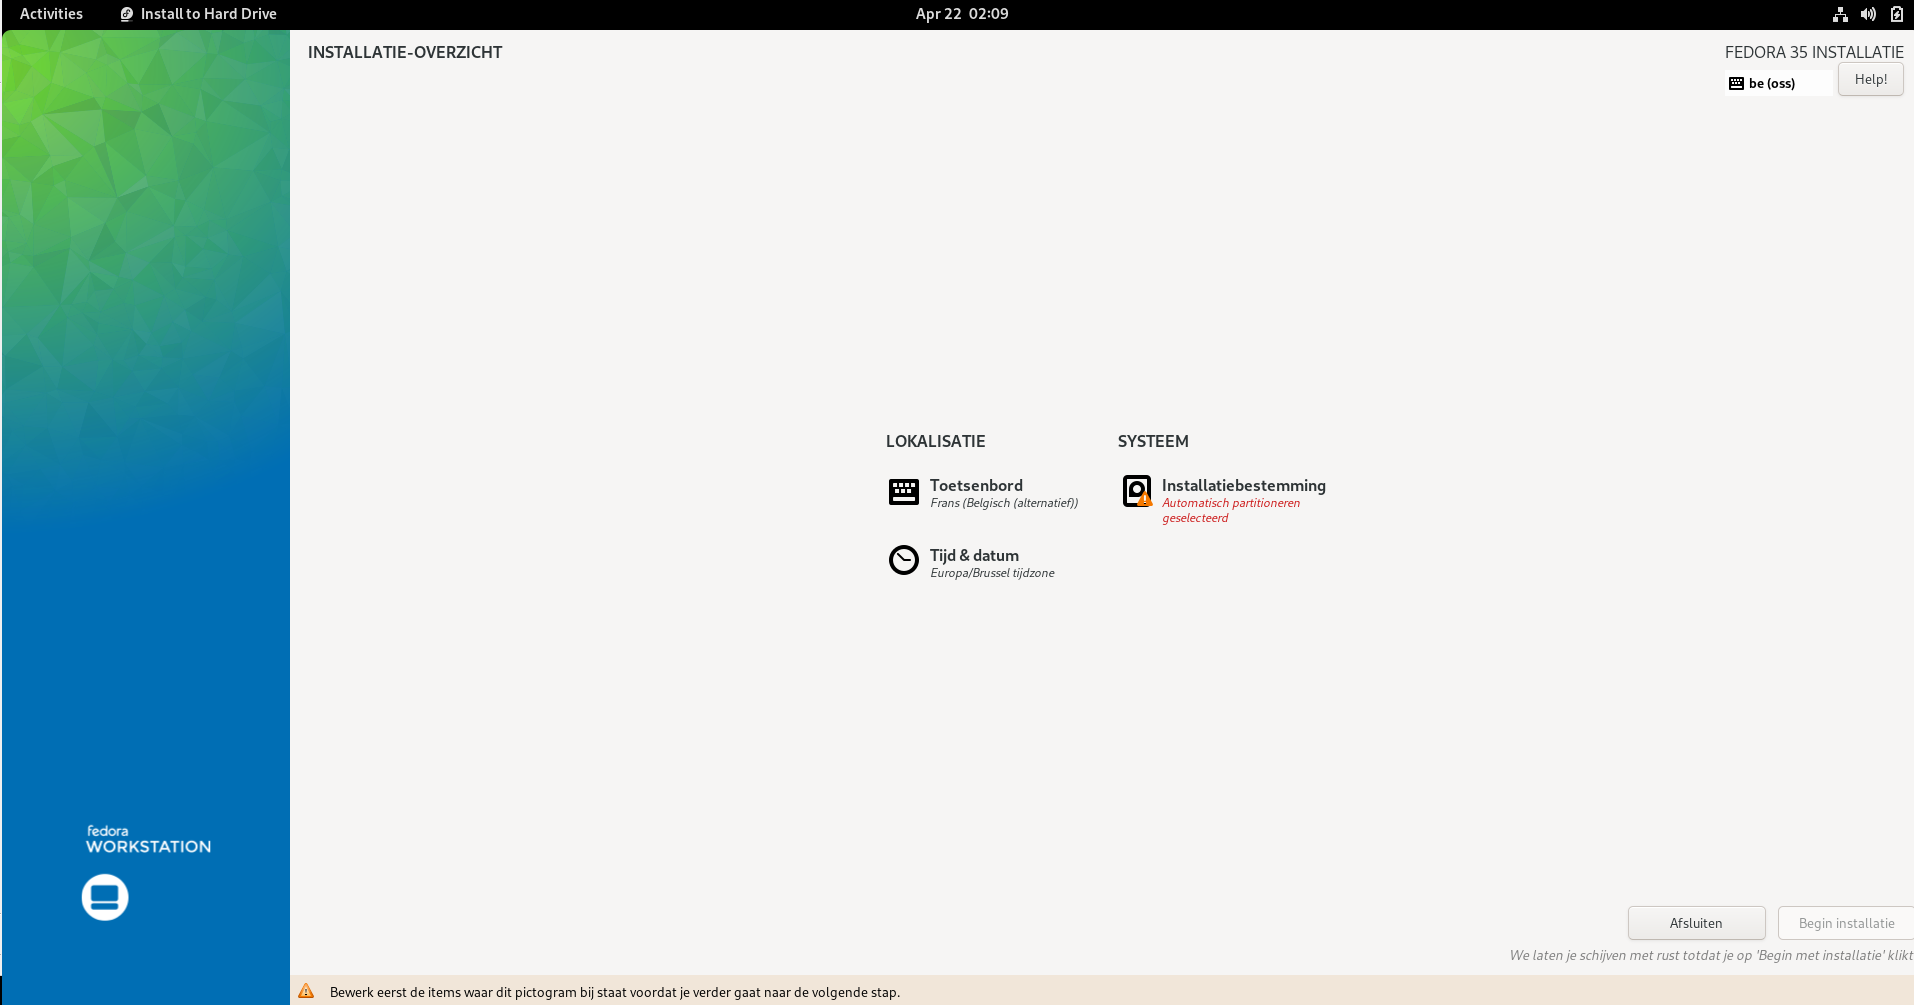 Activities
Install to Hard Drive
Apr 22 02:09
INSTALLATIE-OVERZICHT
FEDORA 35 INSTALLATIE
be (oss)
Help!
LOKALISATIE
SYSTEEM
Toetsenbord
Frans (Belgisch (alternatief))
Installatiebestemming
Automatisch partitioneren
geselecteerd
Tijd & datum
Europa/Brussel tijdzone
fedora
WORKSTATION
Afsluiten
Begin installatie
We laten je schijven met rust totdat je op 'Begin met installatie' klikt
Bewerk eerst de items waar dit pictogram bij staat voordat je verder gaat naar de volgende stap.